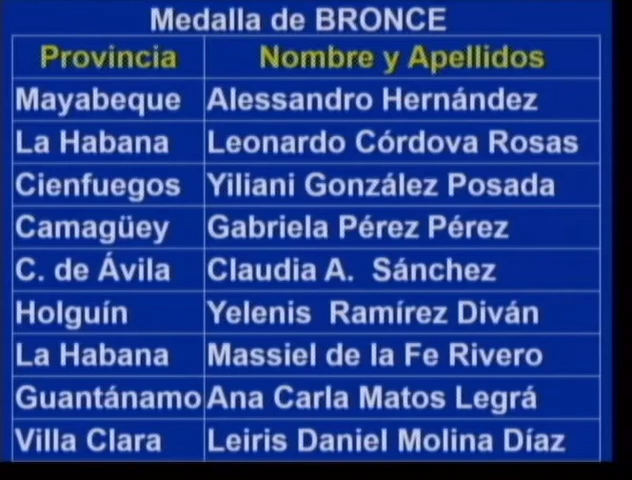 Medalla de BRONCE
Provincia Nombre y Apellidos
Mayabeque Alessandro Hernández
La Habana Leonardo Córdova Rosas
Cienfuegos Yiliani González Posada
Camagüey Gabriela Pérez Pérez
C. de Ávila Claudia A. Sánchez
Holguín Yelenis Ramírez Diván
La Habana Massiel de la Fe Rivero
Guantánamo Ana Carla Matos Legrá
Villa Clara Leiris Daniel Molina Díaz